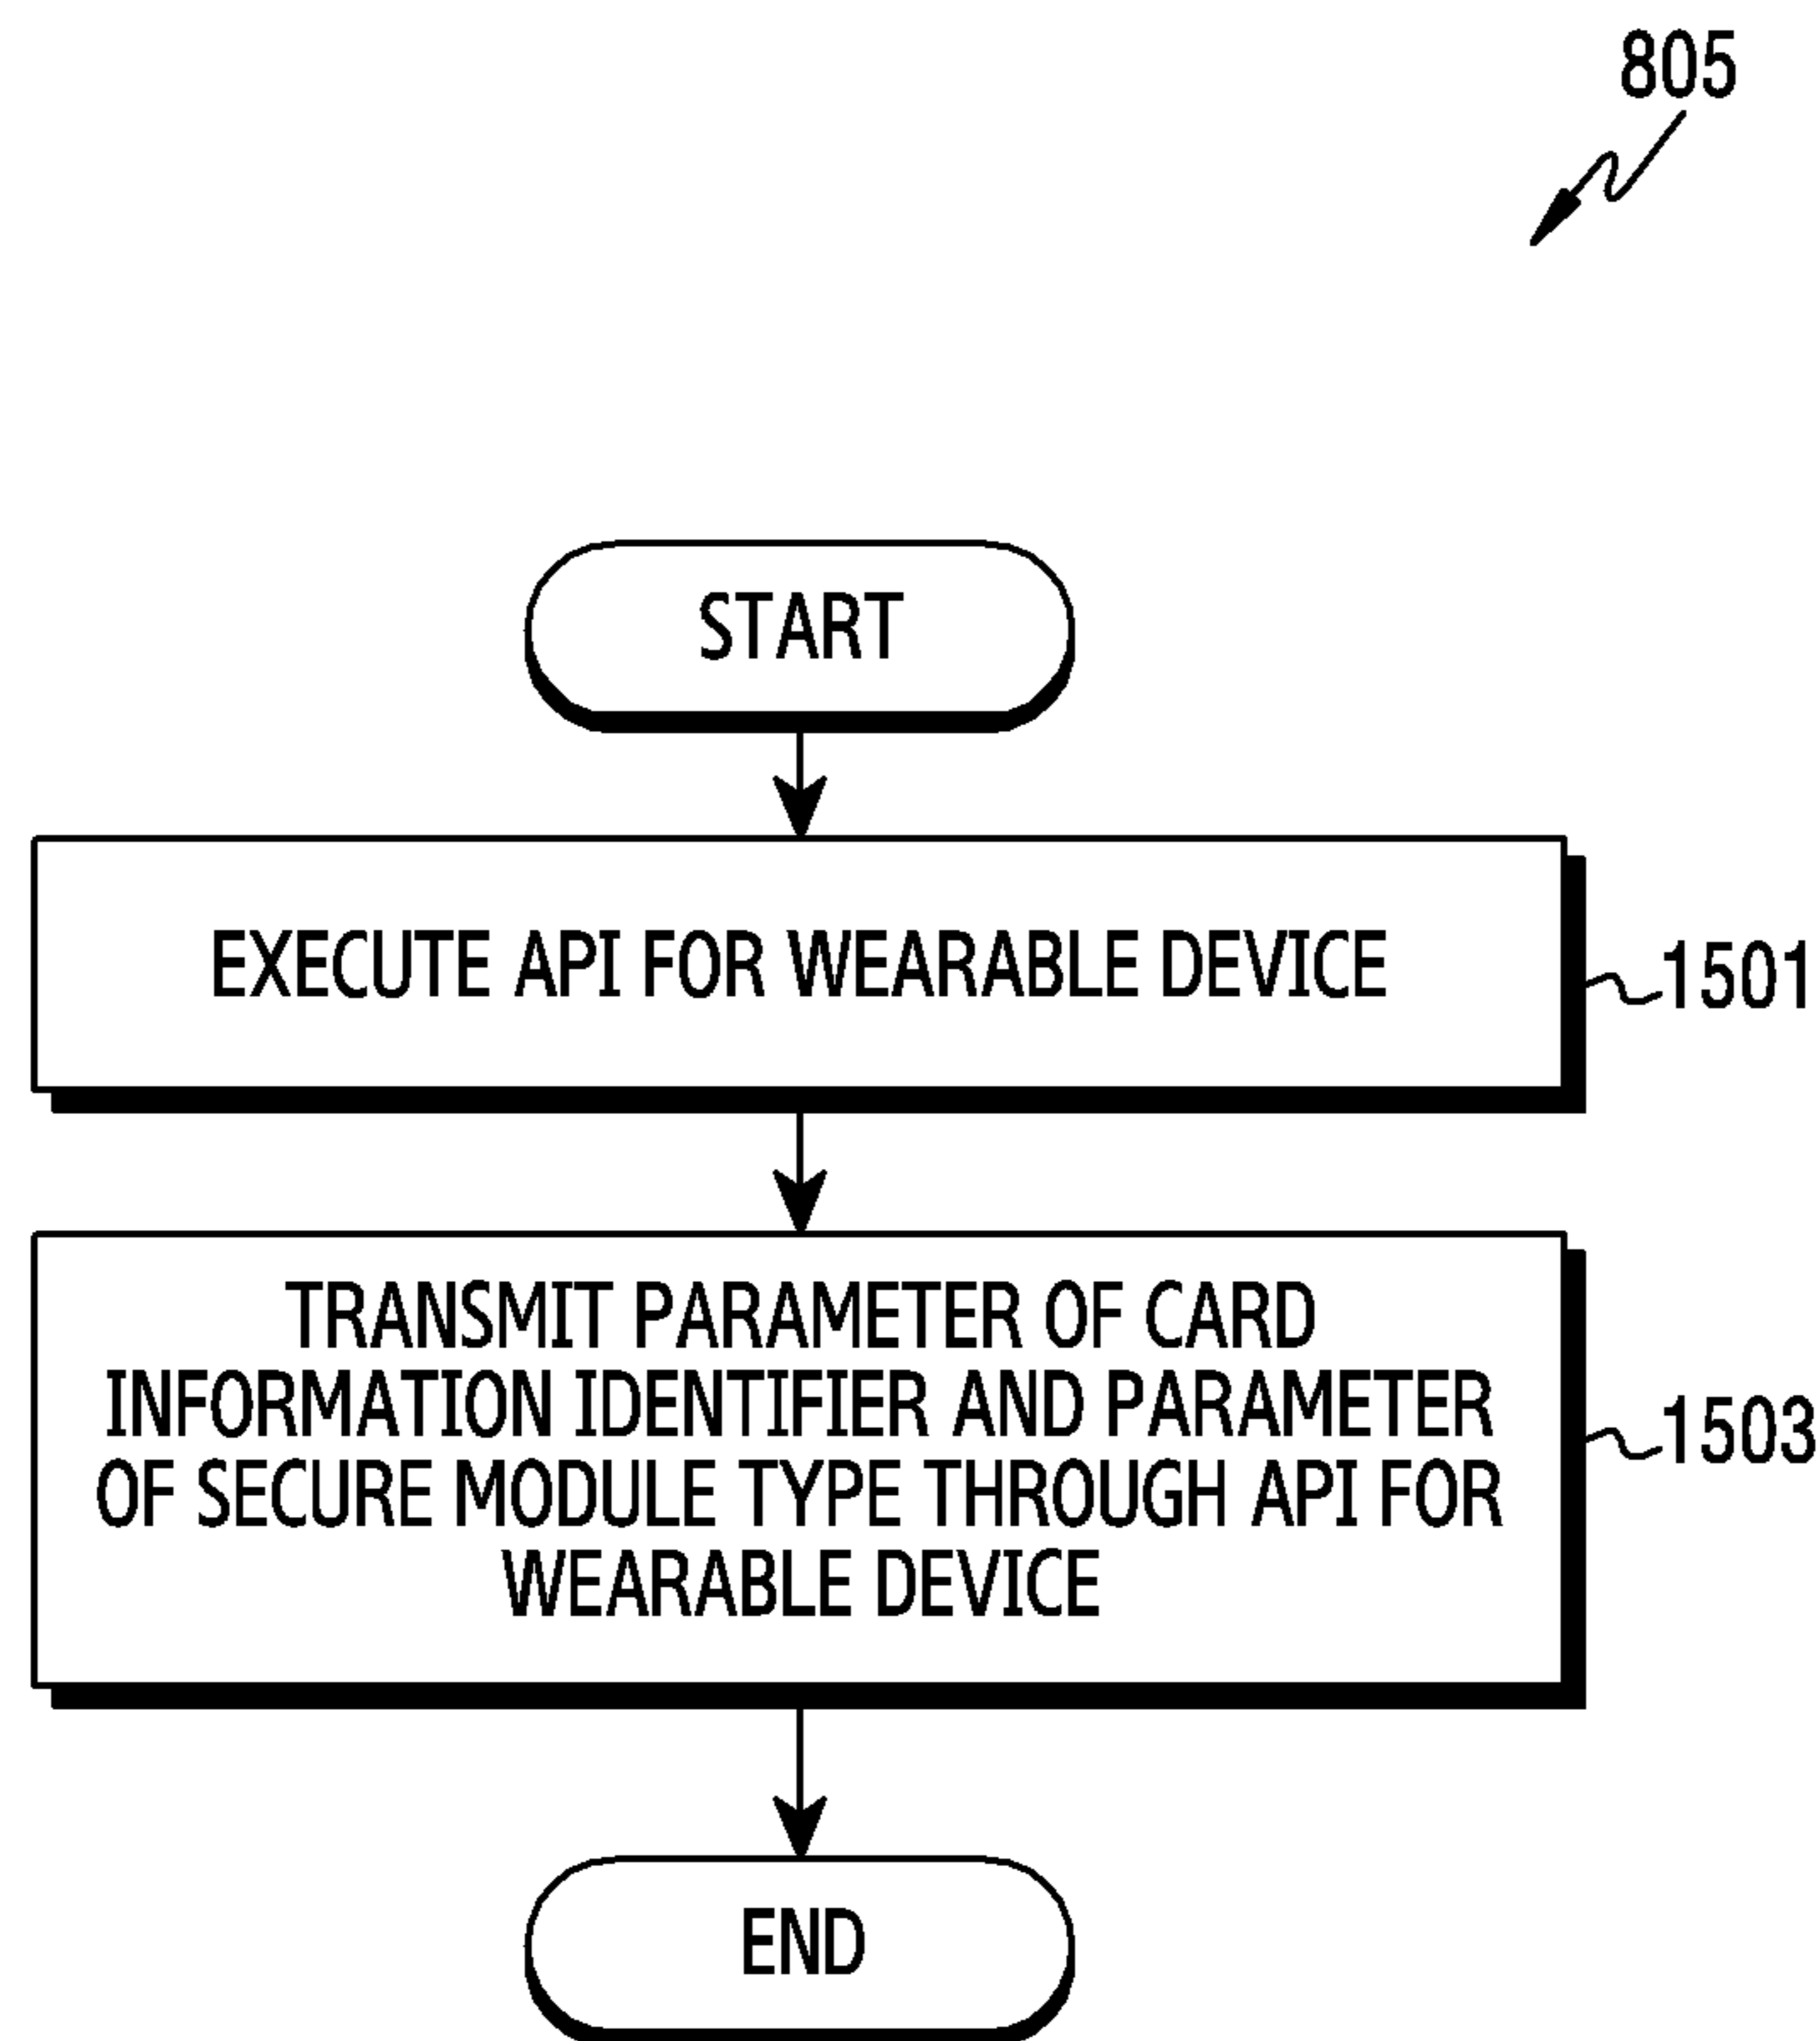 805
START
EXECUTE API FOR WEARABLE DEVICE
1501
TRANSMIT PARAMETER OF CARD
INFORMATION IDENTIFIER AND PARAMETER
OF SECURE MODULE TYPE THROUGH API FOR
WEARABLE DEVICE
1503
END